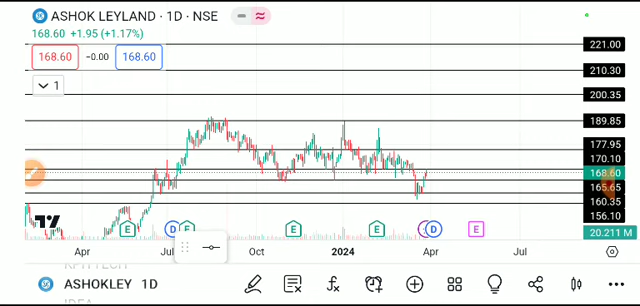 ASHOK LEYLAND · 1D · NSE
168.60 +1.95 (+1.17%)
168.60 −0.00 168.60
1
221.00
210.30
200.35
189.85
177.95
170.10
168.60
165.65
160.35
156.10
20.211 M
E D E E E D E
Apr Jul Oct 2024 Apr Jul
KPITTECH
ASHOKLEY 1D
IDEA